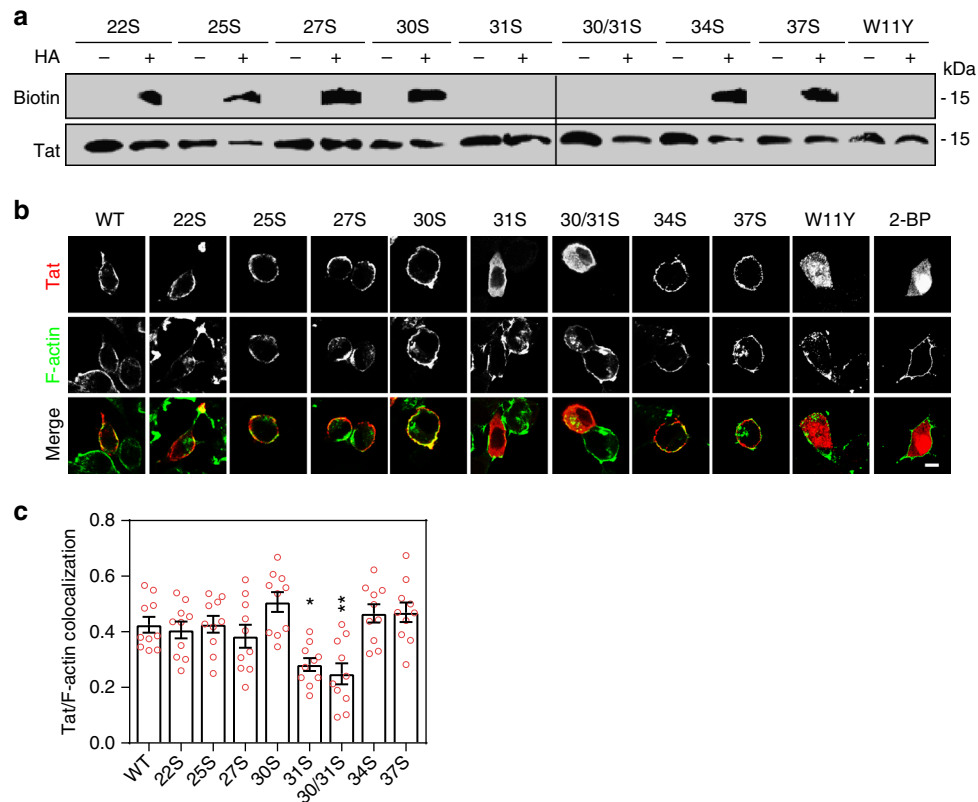 a
22S 25S 27S 30S 31S 30/31S 34S 37S W11Y
HA – + – + – + – + – + – + – + – + – + kDa
Biotin - 15
Tat - 15
b
WT 22S 25S 27S 30S 31S 30/31S 34S 37S W11Y 2-BP
Tat
F-actin
Merge
c
Tat/F-actin colocalization
0.8
0.6
0.4
0.2
0.0
* **
WT 22S 25S 27S 30S 31S 30/31S 34S 37S